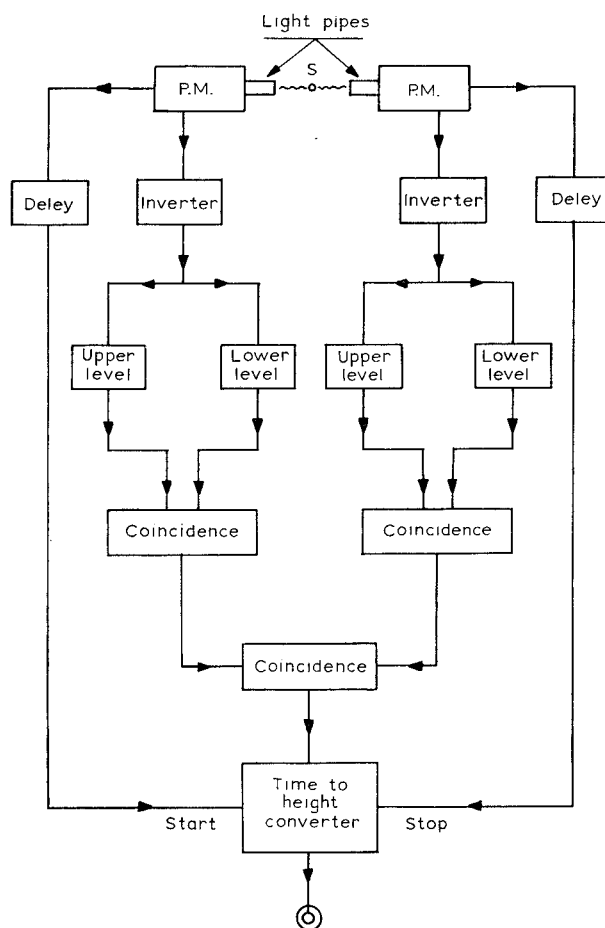 Light pipes
S
P.M.
P.M.
Deley
Inverter
Inverter
Deley
Upper
level
Lower
level
Upper
level
Lower
level
Coincidence
Coincidence
Coincidence
Time to
height
converter
Start
Stop